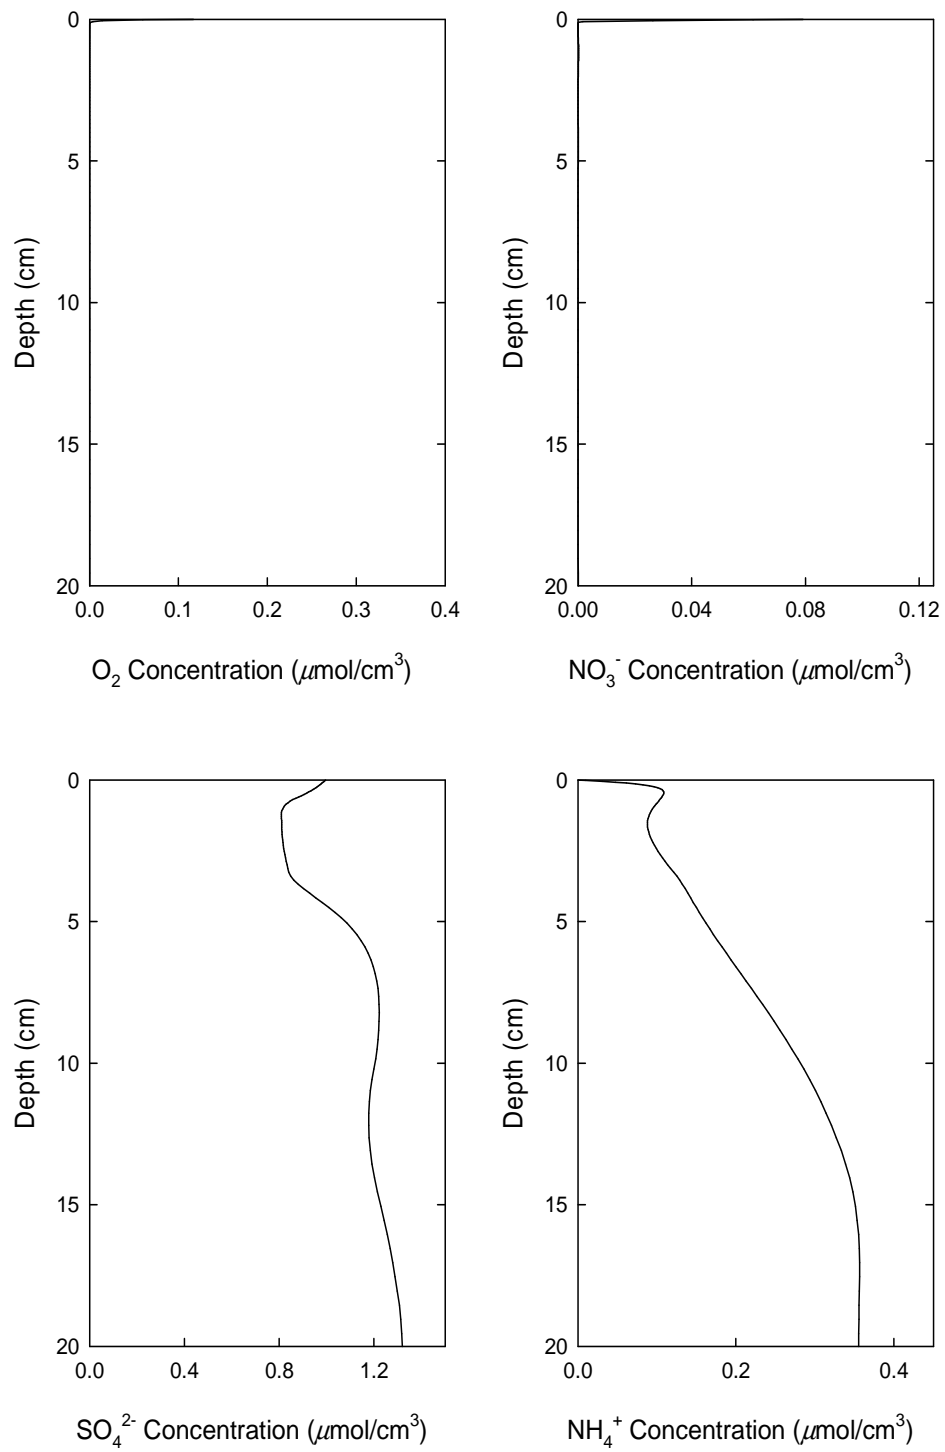 0
5
10
15
20
Depth (cm)
0.0 0.1 0.2 0.3 0.4
O₂ Concentration (μmol/cm³)
0
5
10
15
20
Depth (cm)
0.00 0.04 0.08 0.12
NO₃⁻ Concentration (μmol/cm³)
0
5
10
15
20
Depth (cm)
0.0 0.4 0.8 1.2
SO₄²⁻ Concentration (μmol/cm³)
0
5
10
15
20
Depth (cm)
0.0 0.2 0.4
NH₄⁺ Concentration (μmol/cm³)